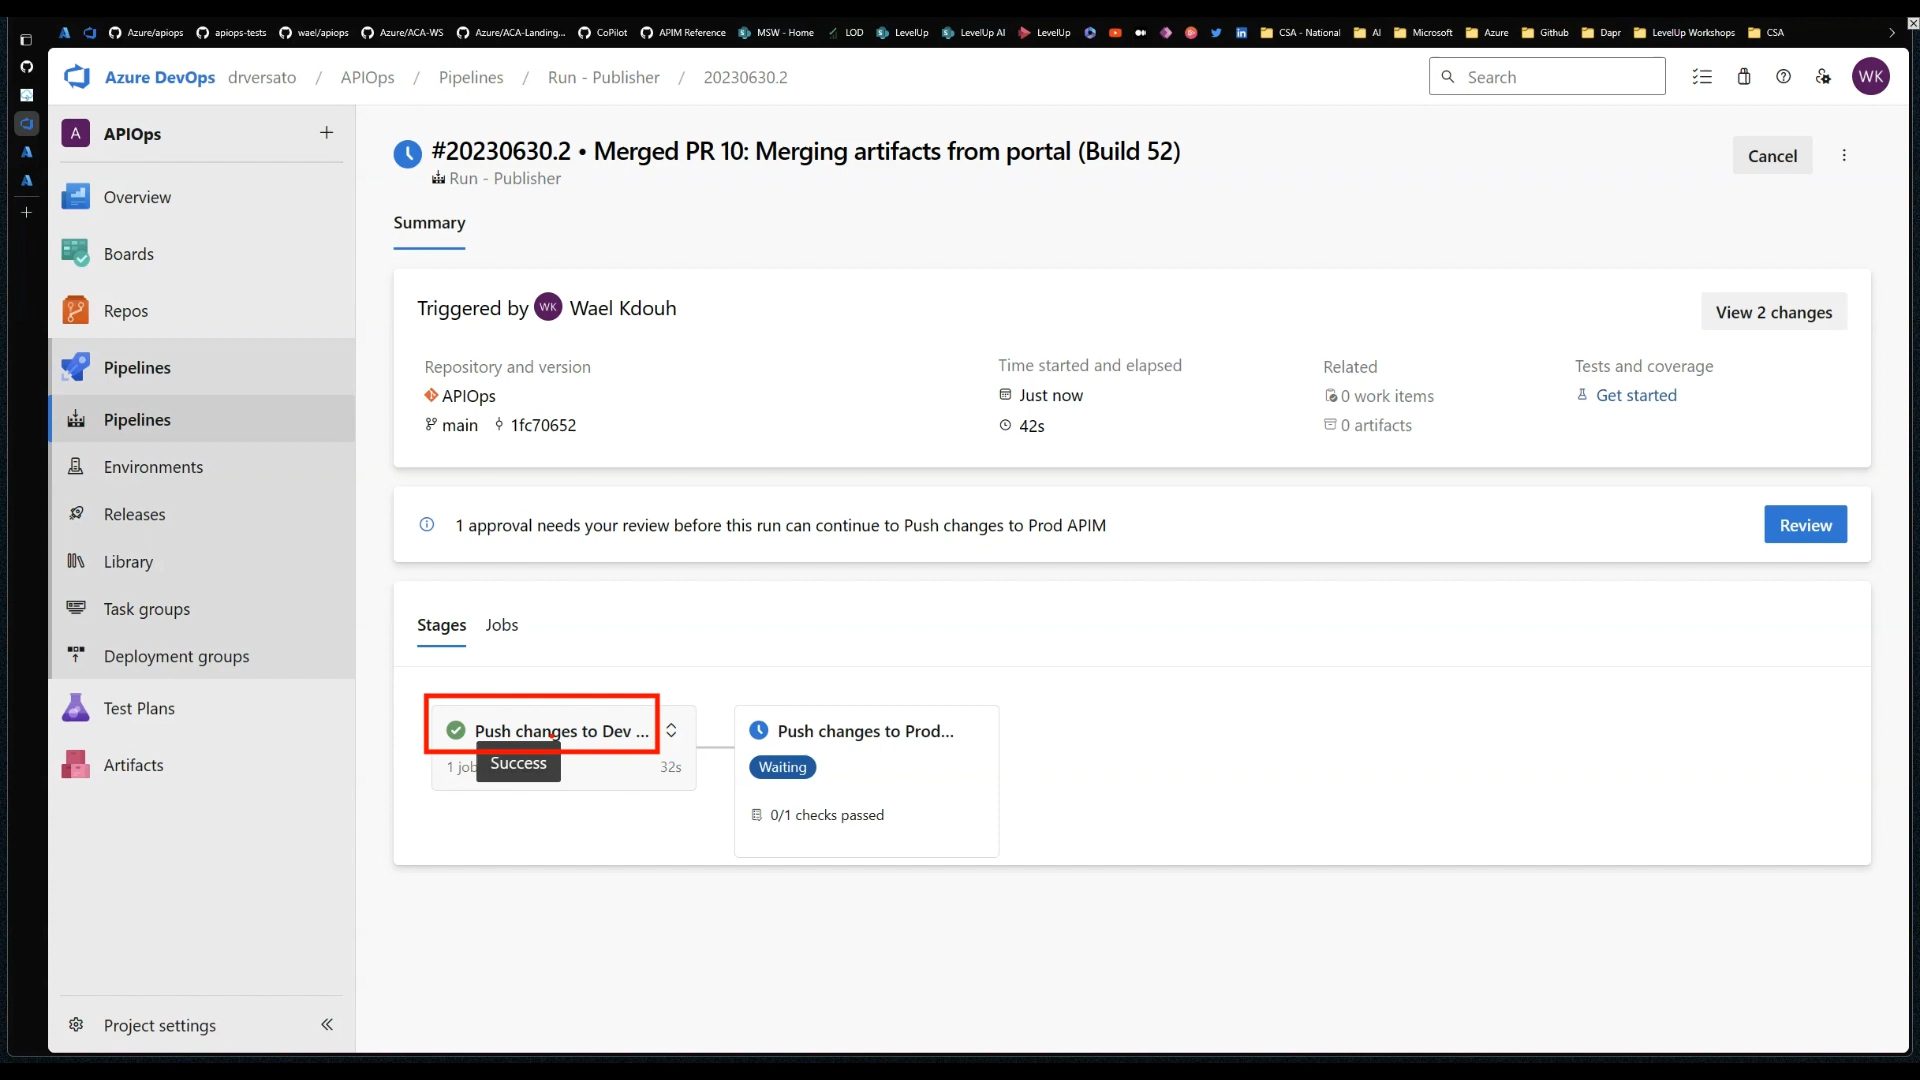 Azure/apiops apiops-tests wael/apiops Azure/ACA-WS Azure/ACA-Landing... CoPilot APIM Reference MSW - Home LOD LevelUp LevelUp AI LevelUp CSA - National AI Microsoft Azure Github Dapr LevelUp Workshops CSA
Azure DevOps drversato / APIOps / Pipelines / Run - Publisher / 20230630.2
Search
WK
A APIOps
Overview
Boards
Repos
Pipelines
Pipelines
Environments
Releases
Library
Task groups
Deployment groups
Test Plans
Artifacts
Project settings
#20230630.2 • Merged PR 10: Merging artifacts from portal (Build 52)
Run - Publisher
Cancel
Summary
Triggered by WK Wael Kdouh
View 2 changes
Repository and version
APIOps
main 1fc70652
Time started and elapsed
Just now
42s
Related
0 work items
0 artifacts
Tests and coverage
Get started
1 approval needs your review before this run can continue to Push changes to Prod APIM
Review
Stages Jobs
Push changes to Dev ...
1 job
Success
32s
Push changes to Prod...
Waiting
0/1 checks passed